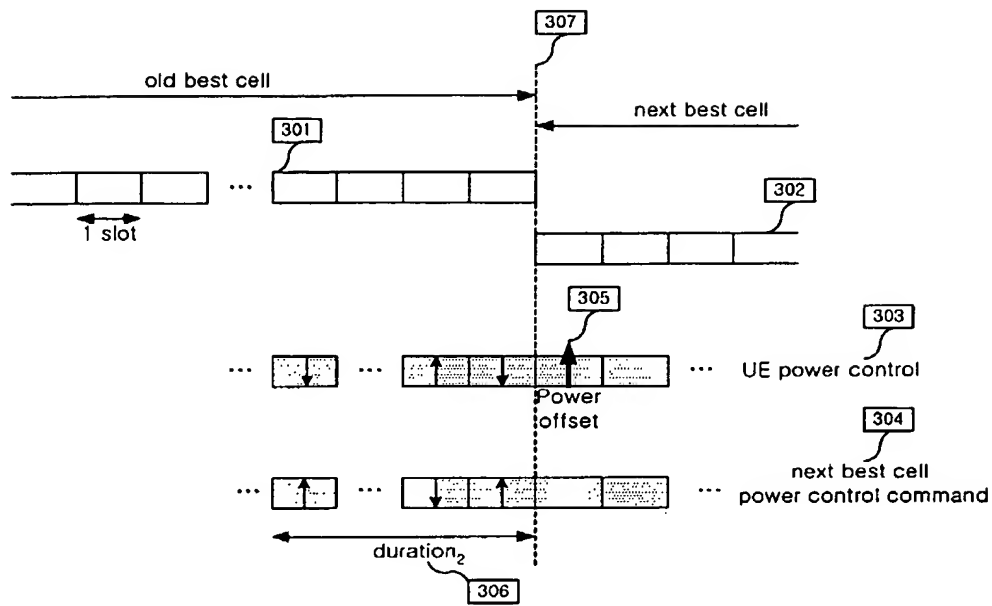 307
old best cell
next best cell
301
...
302
1 slot
305
303
... ... ... UE power control
Power
offset
304
... ... ... next best cell
power control command
duration2
306